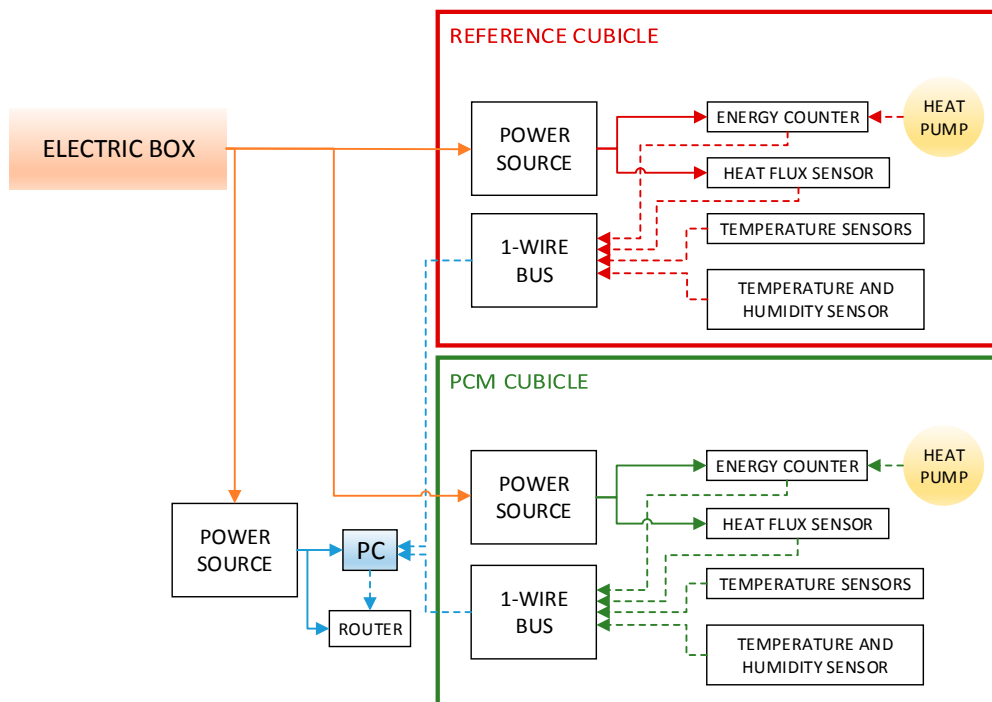 REFERENCE CUBICLE
ELECTRIC BOX
POWER
SOURCE
ENERGY COUNTER
HEAT
PUMP
HEAT FLUX SENSOR
1-WIRE
BUS
TEMPERATURE SENSORS
TEMPERATURE AND
HUMIDITY SENSOR
PCM CUBICLE
POWER
SOURCE
ENERGY COUNTER
HEAT
PUMP
HEAT FLUX SENSOR
1-WIRE
BUS
TEMPERATURE SENSORS
TEMPERATURE AND
HUMIDITY SENSOR
POWER
SOURCE
PC
ROUTER